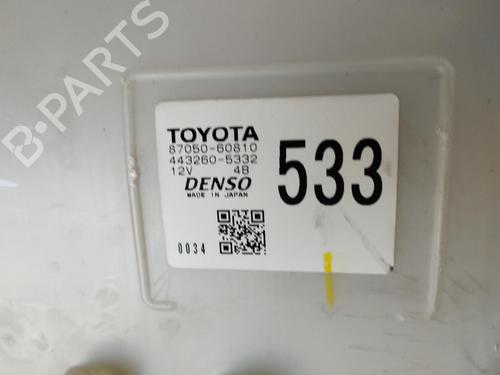 TOYOTA
87050-60810
443260-5332
12V 4B
DENSO
MADE IN JAPAN
0034
533
B-PARTS